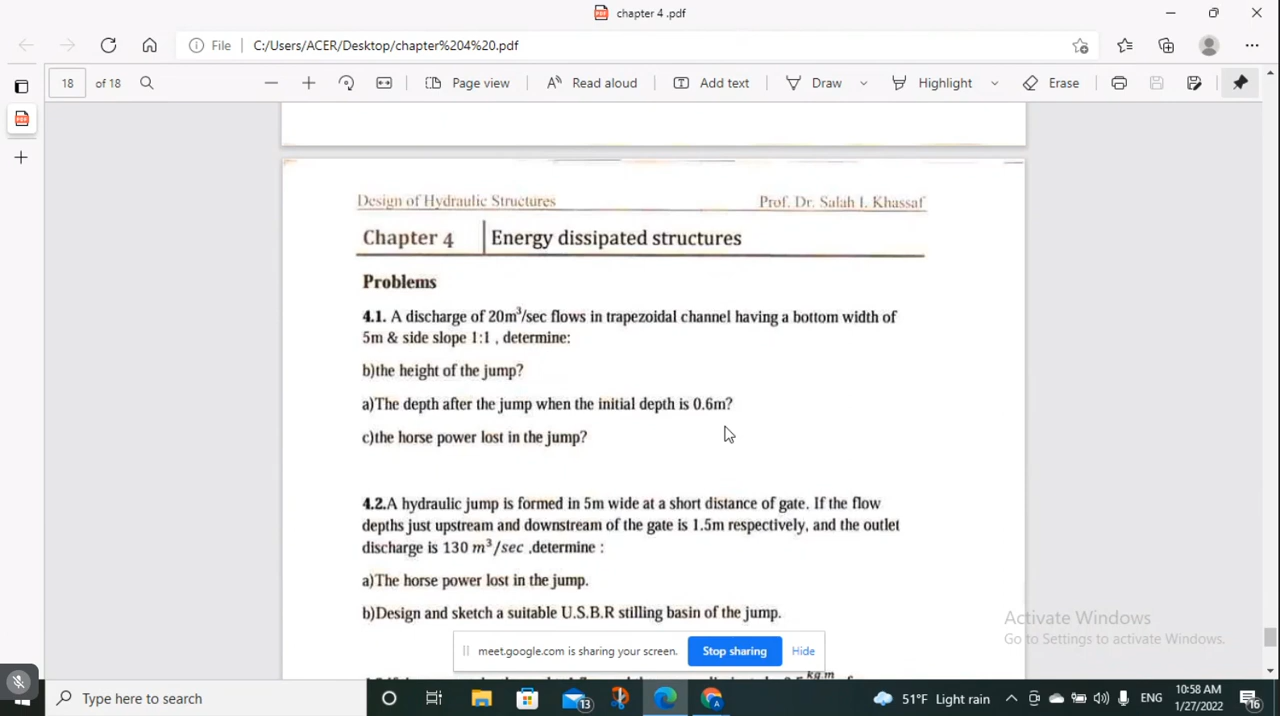 chapter 4 .pdf
File C:/Users/ACER/Desktop/chapter%204%20.pdf
18 of 18 Page view Read aloud Add text Draw Highlight Erase
Design of Hydraulic Structures Prof. Dr. Salah I. Khassaf
Chapter 4 Energy dissipated structures
Problems
4.1. A discharge of 20m³/sec flows in trapezoidal channel having a bottom width of
5m & side slope 1:1 , determine:
b)the height of the jump?
a)The depth after the jump when the initial depth is 0.6m?
c)the horse power lost in the jump?
4.2.A hydraulic jump is formed in 5m wide at a short distance of gate. If the flow
depths just upstream and downstream of the gate is 1.5m respectively, and the outlet
discharge is 130 m³/sec ,determine :
a)The horse power lost in the jump.
b)Design and sketch a suitable U.S.B.R stilling basin of the jump.
Activate Windows
Go to Settings to activate Windows.
meet.google.com is sharing your screen. Stop sharing Hide
kg.m
Type here to search 13 51°F Light rain ENG 10:58 AM
1/27/2022 16